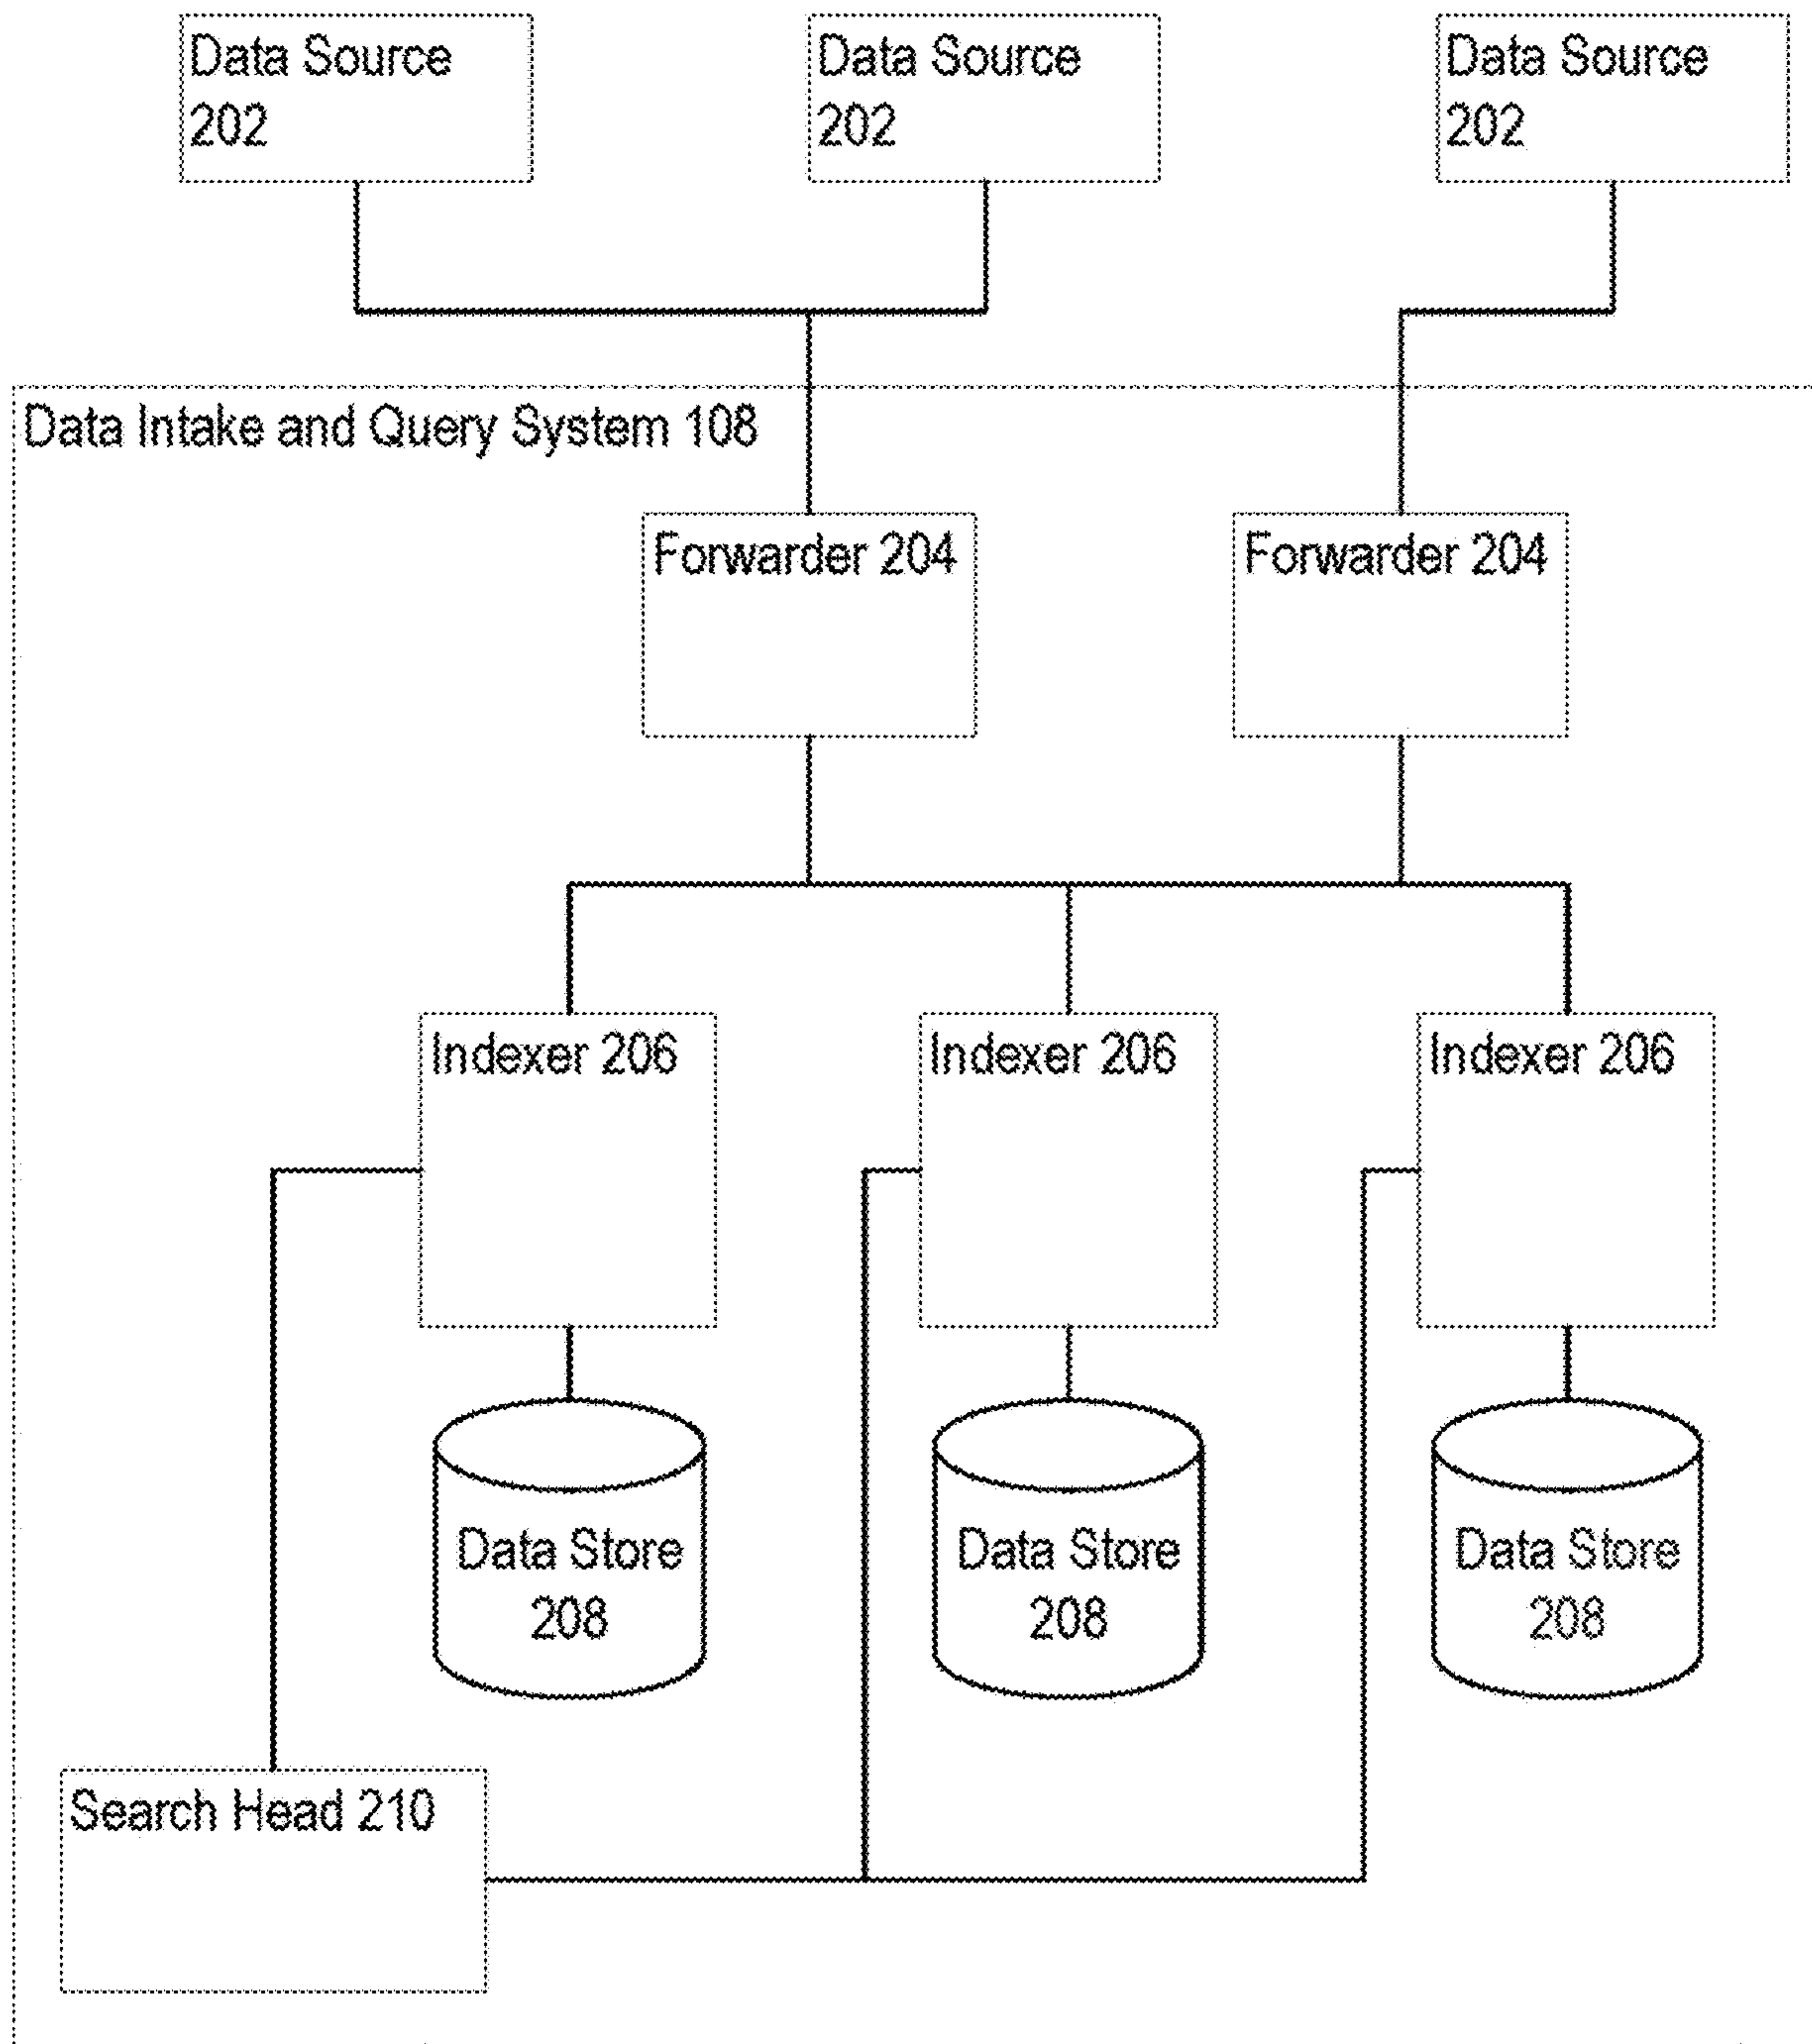 Data Source
202
Data Source
202
Data Source
202
Data Intake and Query System 108
Forwarder 204
Forwarder 204
Indexer 206
Indexer 206
Indexer 206
Data Store
208
Data Store
208
Data Store
208
Search Head 210